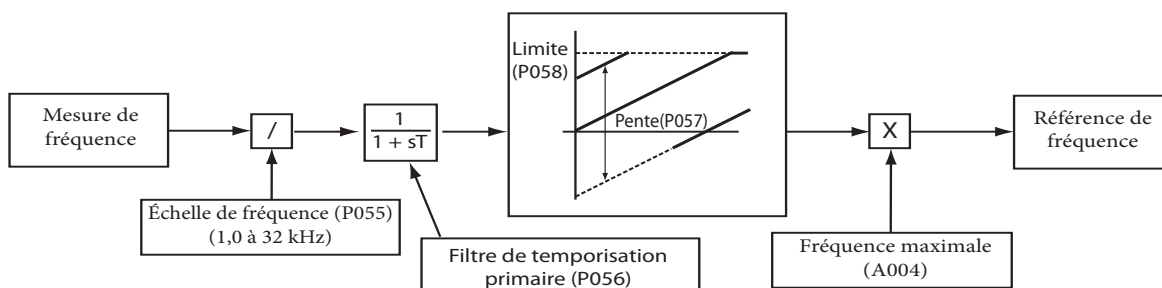 Limite
(P058)
Pente(P057)
Mesure de
fréquence
/
1
1 + sT
X
Référence de
fréquence
Échelle de fréquence (P055)
(1,0 à 32 kHz)
Filtre de temporisation
primaire (P056)
Fréquence maximale
(A004)